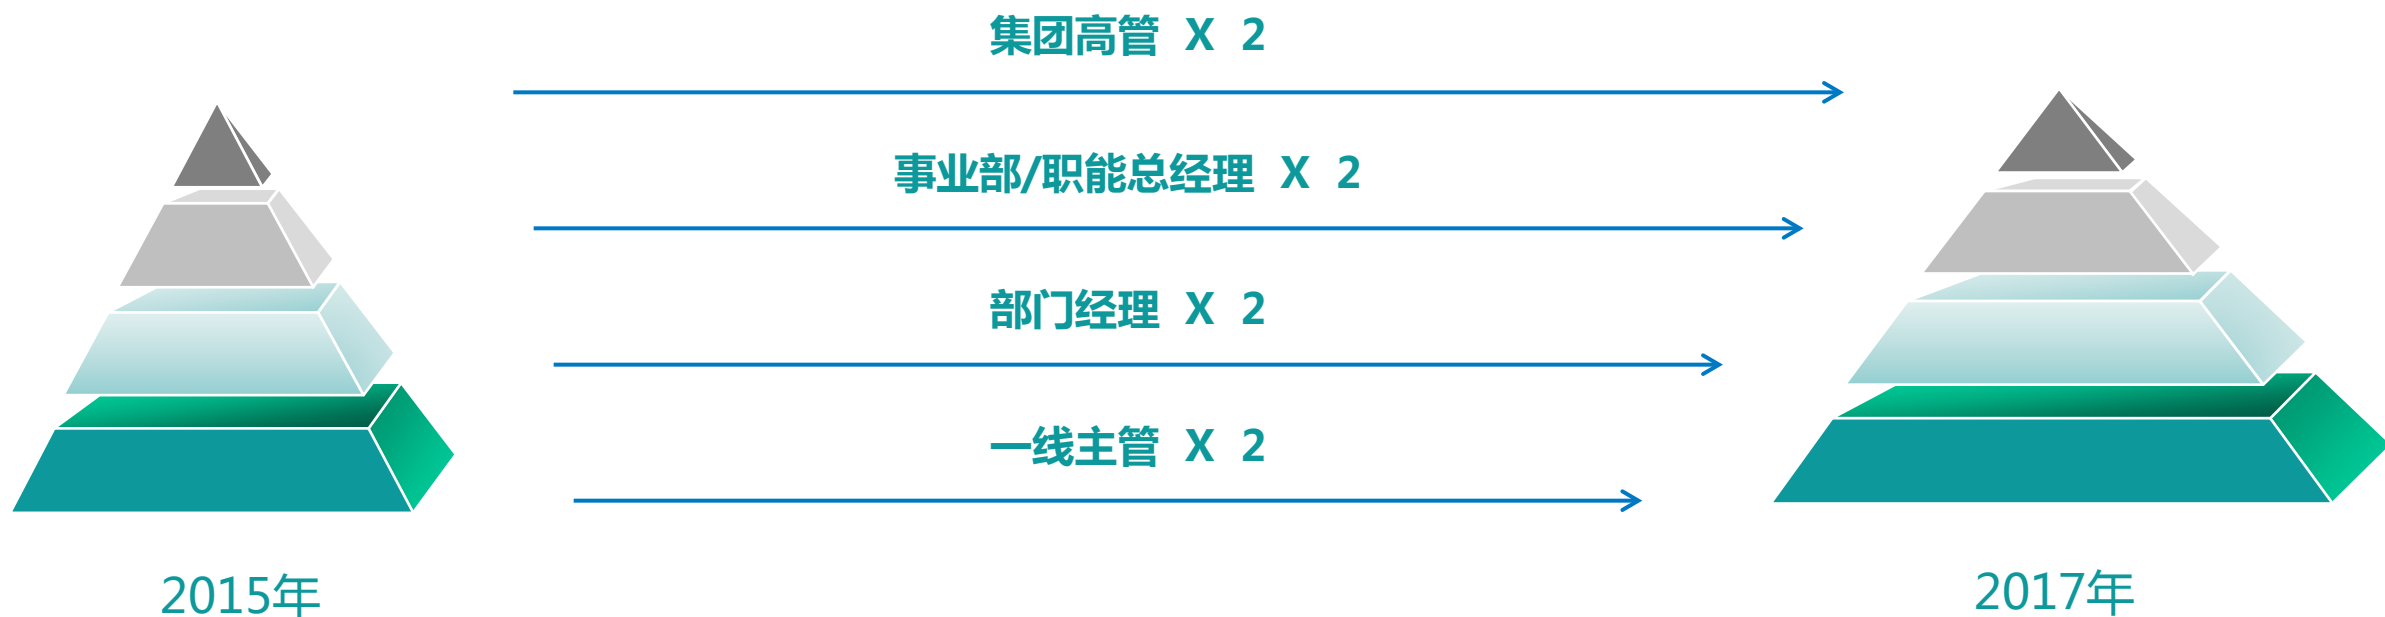 集团高管 X 2
事业部/职能总经理 X 2
部门经理 X 2
一线主管 X 2
2015年
2017年